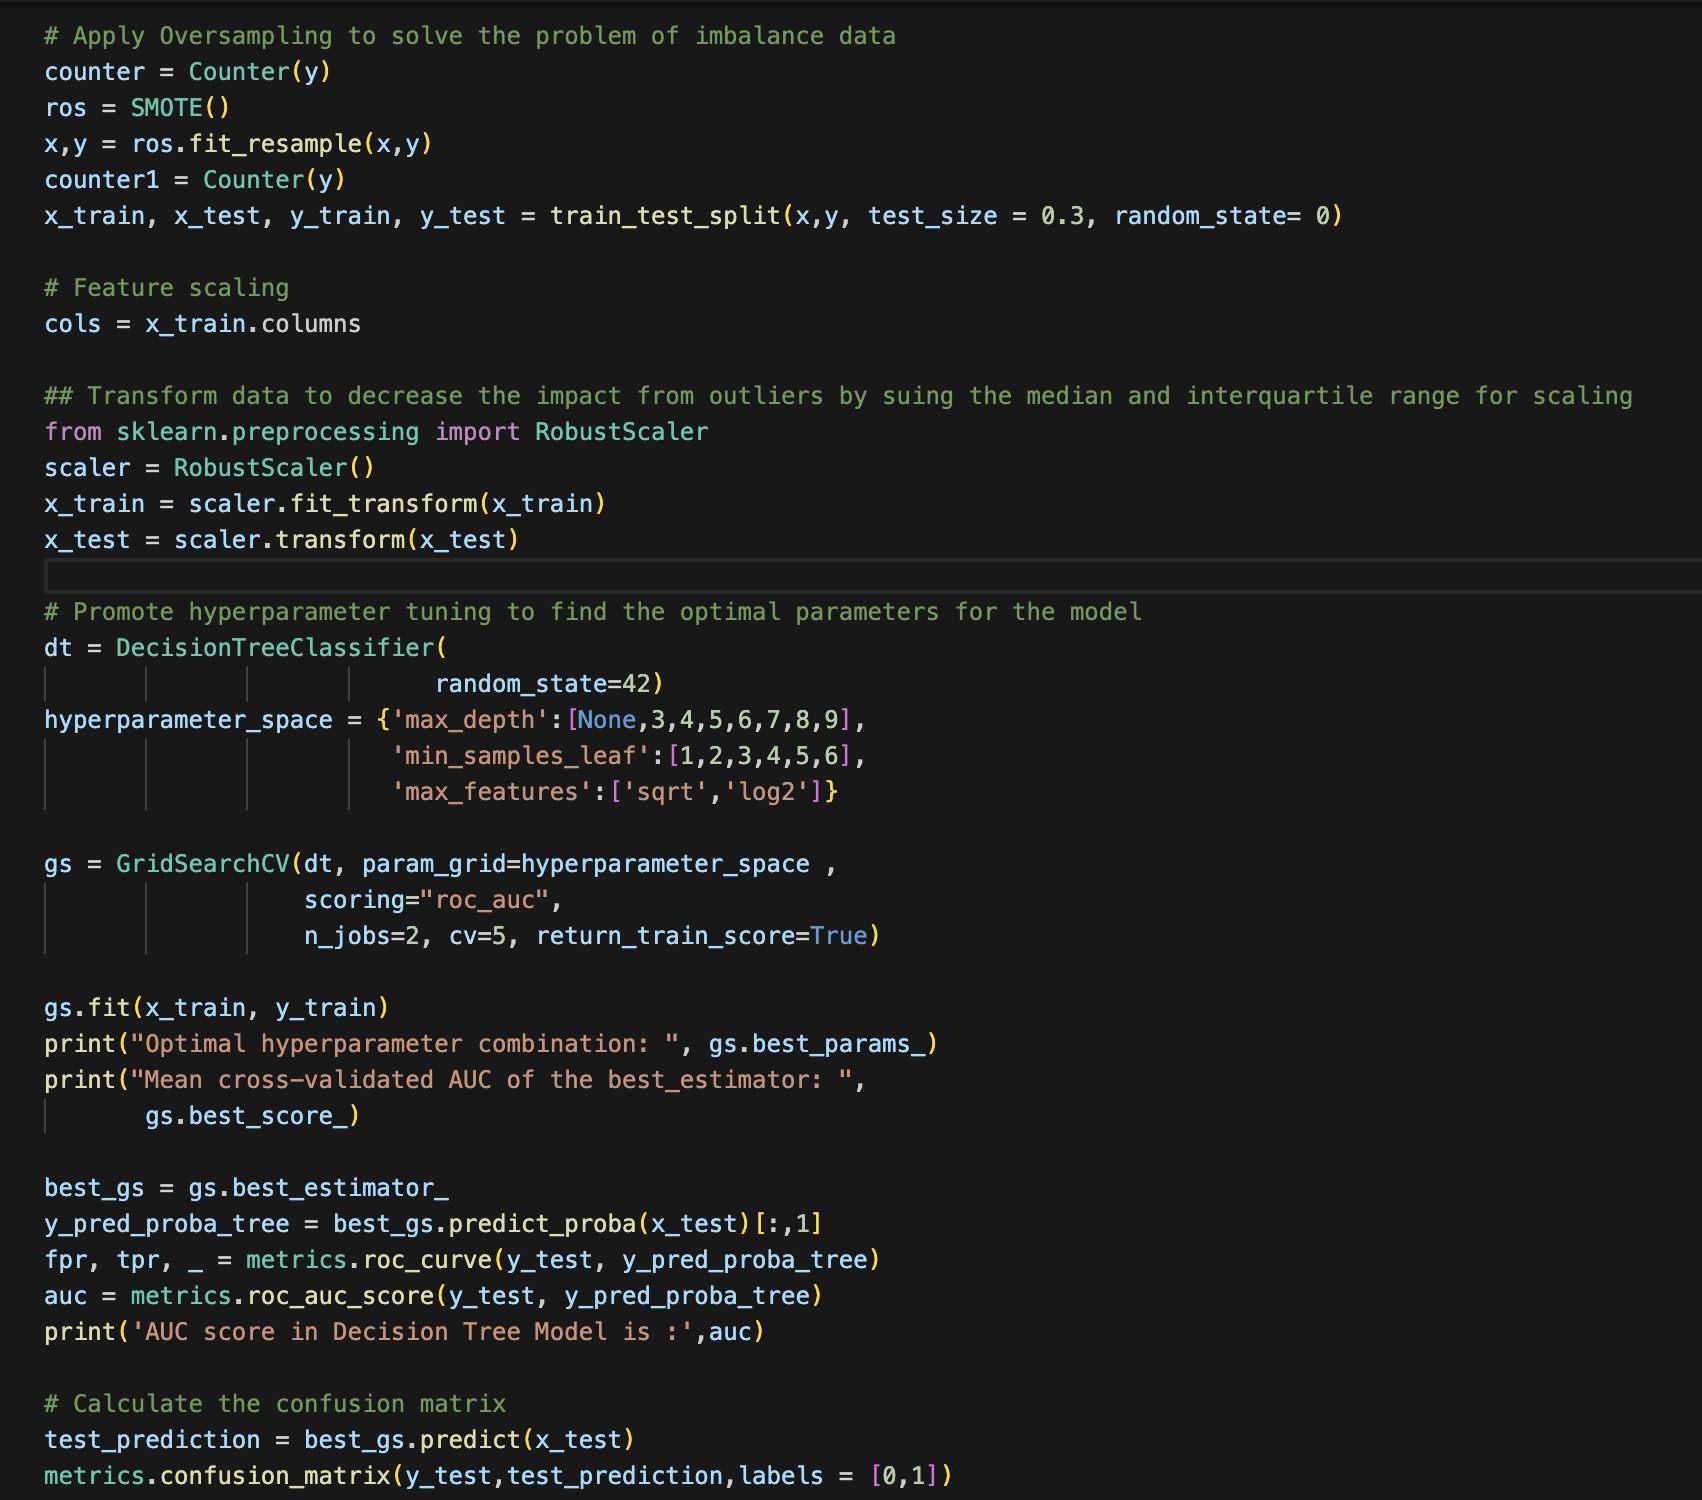 # Apply Oversampling to solve the problem of imbalance data
counter = Counter(y)
ros = SMOTE()
x,y = ros.fit_resample(x,y)
counter1 = Counter(y)
x_train, x_test, y_train, y_test = train_test_split(x,y, test_size = 0.3, random_state= 0)
# Feature scaling
cols = x_train.columns
## Transform data to decrease the impact from outliers by suing the median and interquartile range for scaling
from sklearn.preprocessing import RobustScaler
scaler = RobustScaler()
x_train = scaler.fit_transform(x_train)
x_test = scaler.transform(x_test)
# Promote hyperparameter tuning to find the optimal parameters for the model
dt = DecisionTreeClassifier(
random_state=42)
hyperparameter_space = {'max_depth':[None,3,4,5,6,7,8,9],
'min_samples_leaf':[1,2,3,4,5,6],
'max_features':['sqrt','log2']}
gs = GridSearchCV(dt, param_grid=hyperparameter_space ,
scoring="roc_auc",
n_jobs=2, cv=5, return_train_score=True)
gs.fit(x_train, y_train)
print("Optimal hyperparameter combination: ", gs.best_params_)
print("Mean cross-validated AUC of the best_estimator: ",
gs.best_score_)
best_gs = gs.best_estimator_
y_pred_proba_tree = best_gs.predict_proba(x_test)[:,1]
fpr, tpr, _ = metrics.roc_curve(y_test, y_pred_proba_tree)
auc = metrics.roc_auc_score(y_test, y_pred_proba_tree)
print('AUC score in Decision Tree Model is :',auc)
# Calculate the confusion matrix
test_prediction = best_gs.predict(x_test)
metrics.confusion_matrix(y_test,test_prediction,labels = [0,1])